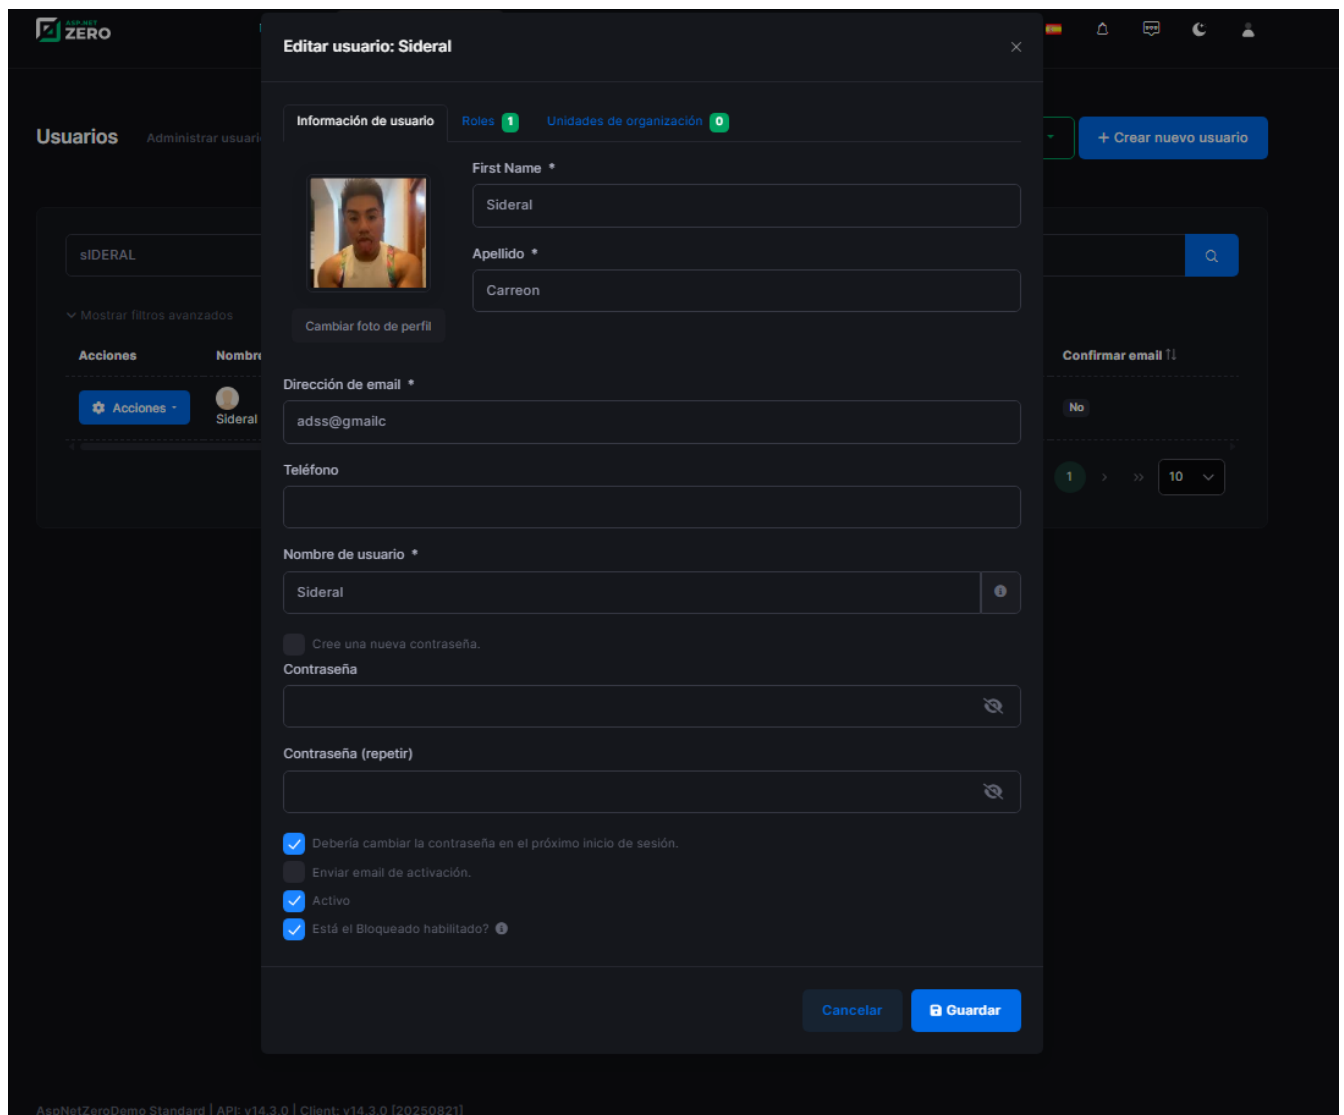 ASP.NET
ZERO
Editar usuario: Sideral
Usuarios
Administrar usuari
+ Crear nuevo usuario
Información de usuario
Roles 1
Unidades de organización 0
First Name *
Sideral
Apellido *
Carreon
Cambiar foto de perfil
sIDERAL
Mostrar filtros avanzados
Acciones
Nombre
Confirmar email
Acciones
Sideral
No
1
10
Dirección de email *
adss@gmailc
Teléfono
Nombre de usuario *
Sideral
Cree una nueva contraseña.
Contraseña
Contraseña (repetir)
Debería cambiar la contraseña en el próximo inicio de sesión.
Enviar email de activación.
Activo
Está el Bloqueado habilitado?
Cancelar
Guardar
AspNetZeroDemo Standard | API: v14.3.0 | Client: v14.3.0 [20250821]